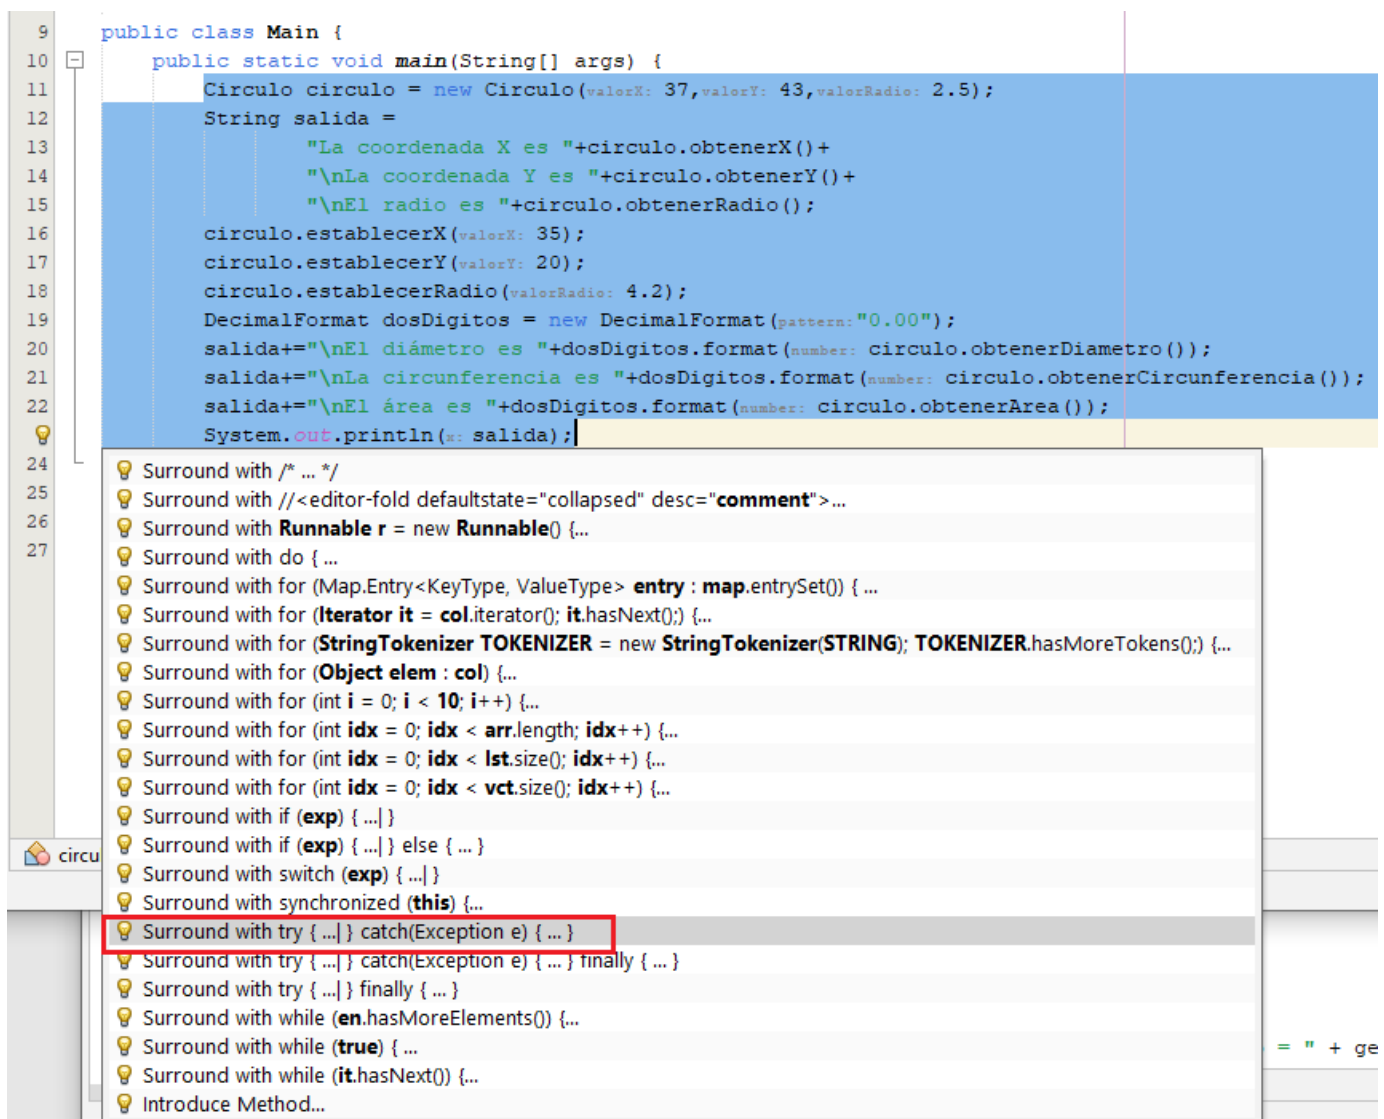 9 public class Main {
10 public static void main(String[] args) {
11 Circulo circulo = new Circulo(valorX: 37,valorY: 43,valorRadio: 2.5);
12 String salida =
13 "La coordenada X es "+circulo.obtenerX()+
14 "\nLa coordenada Y es "+circulo.obtenerY()+
15 "\nEl radio es "+circulo.obtenerRadio();
16 circulo.establecerX(valorX: 35);
17 circulo.establecerY(valorY: 20);
18 circulo.establecerRadio(valorRadio: 4.2);
19 DecimalFormat dosDigitos = new DecimalFormat(pattern:"0.00");
20 salida+="\nEl diámetro es "+dosDigitos.format(number: circulo.obtenerDiametro());
21 salida+="\nLa circunferencia es "+dosDigitos.format(number: circulo.obtenerCircunferencia());
22 salida+="\nEl área es "+dosDigitos.format(number: circulo.obtenerArea());
System.out.println(x: salida);
24
25
26
27
Surround with /* ... */
Surround with //<editor-fold defaultstate="collapsed" desc="comment">...
Surround with Runnable r = new Runnable() {...
Surround with do { ...
Surround with for (Map.Entry<KeyType, ValueType> entry : map.entrySet()) { ...
Surround with for (Iterator it = col.iterator(); it.hasNext();) {...
Surround with for (StringTokenizer TOKENIZER = new StringTokenizer(STRING); TOKENIZER.hasMoreTokens();) {...
Surround with for (Object elem : col) {...
Surround with for (int i = 0; i < 10; i++) {...
Surround with for (int idx = 0; idx < arr.length; idx++) {...
Surround with for (int idx = 0; idx < lst.size(); idx++) {...
Surround with for (int idx = 0; idx < vct.size(); idx++) {...
Surround with if (exp) { ...| }
Surround with if (exp) { ...| } else { ... }
circu
Surround with switch (exp) { ...| }
Surround with synchronized (this) {...
Surround with try { ...| } catch(Exception e) { ... }
Surround with try { ...| } catch(Exception e) { ... } finally { ... }
Surround with try { ...| } finally { ... }
Surround with while (en.hasMoreElements()) {...
Surround with while (true) { ...
= " + ge
Surround with while (it.hasNext()) {...
Introduce Method...